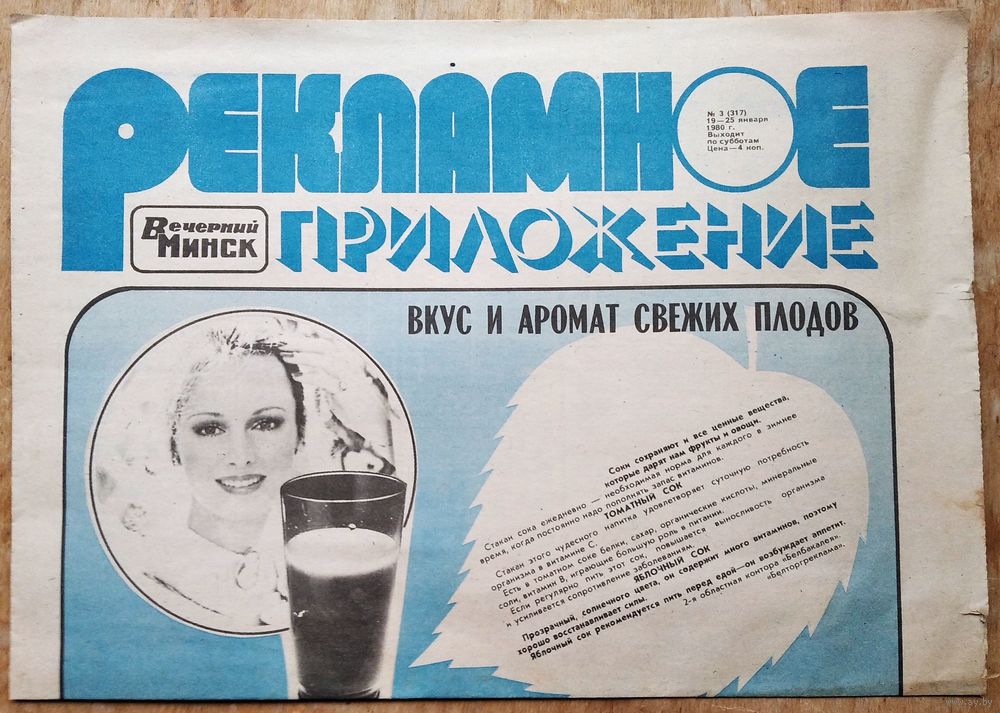 РЕКЛАМНОЕ
№ 3 (317)
19—25 января
1980 г.
Выходит
по субботам
Цена—4 коп.
Вечерний
Минск
ПРИЛОЖЕНИЕ
ВКУС И АРОМАТ СВЕЖИХ ПЛОДОВ
Соки сохраняют и все ценные вещества,
которые дарят нам фрукты и овощи.
Стакан сока ежедневно — необходимая норма для каждого в зимнее
время, когда постоянно надо пополнять запас витаминов.
ТОМАТНЫЙ СОК
Стакан этого чудесного напитка удовлетворяет суточную потребность
организма в витамине С.
Есть в томатном соке белки, сахар, органические кислоты, минеральные
соли, витамин В, играющие большую роль в питании.
Если регулярно пить этот сок, повышается выносливость организма
и усиливается сопротивление заболеваниям.
ЯБЛОЧНЫЙ СОК
Прозрачный, солнечного цвета, он содержит много витаминов, поэтому
хорошо восстанавливает силы.
Яблочный сок рекомендуется пить перед едой—он возбуждает аппетит.
2-я областная контора «Белбакалея».
«Белторгреклама».
www.ay.by